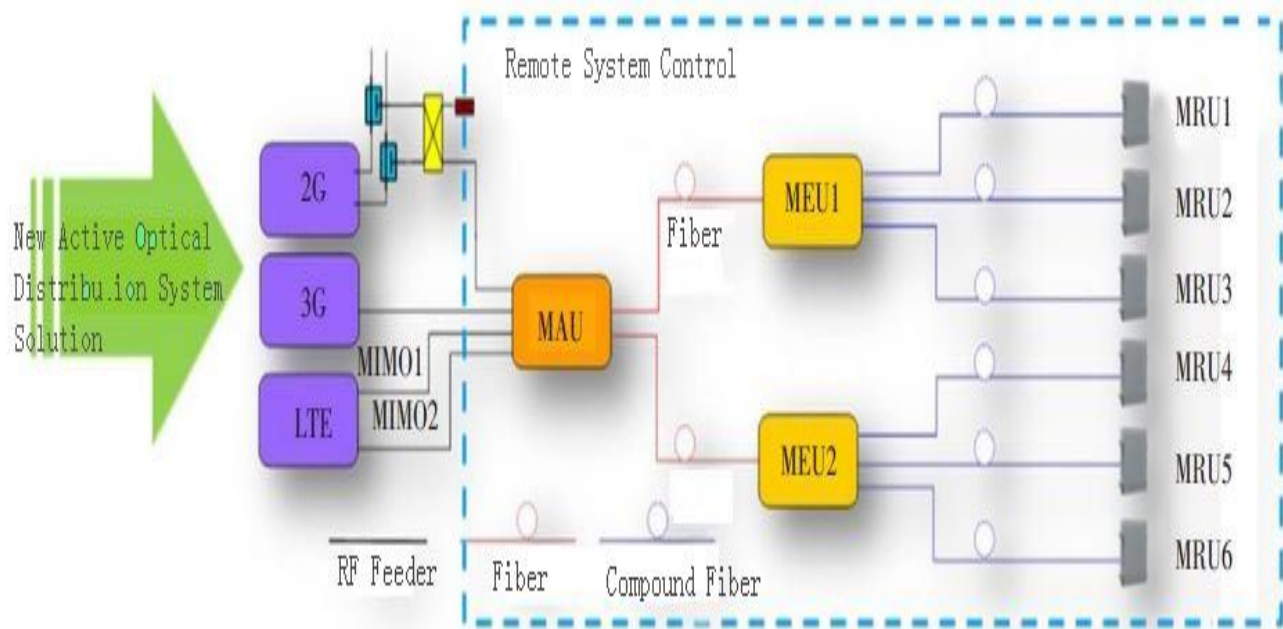 Remote System Control
New Active Optical
Distribu.ion System
Solution
2G
3G
LTE
MIMO1
MIMO2
MAU
Fiber
MEU1
MEU2
MRU1
MRU2
MRU3
MRU4
MRU5
MRU6
RF Feeder
Fiber
Compound Fiber